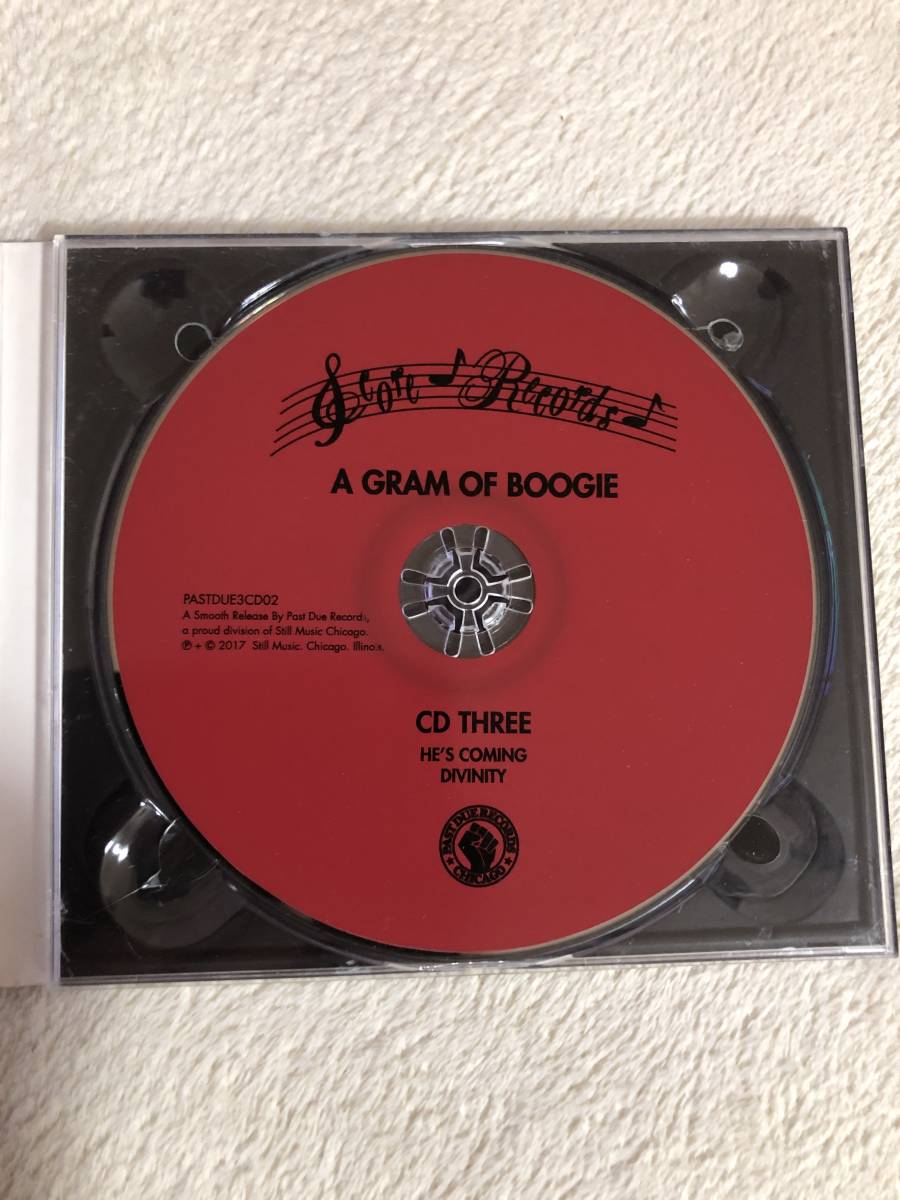 Score Records
A GRAM OF BOOGIE
PASTDUE3CD02
A Smooth Release By Past Due Records,
a proud division of Still Music Chicago.
℗ + © 2017 Still Music. Chicago. Illinois.
CD THREE
HE'S COMING
DIVINITY
PAST DUE RECORDS
CHICAGO